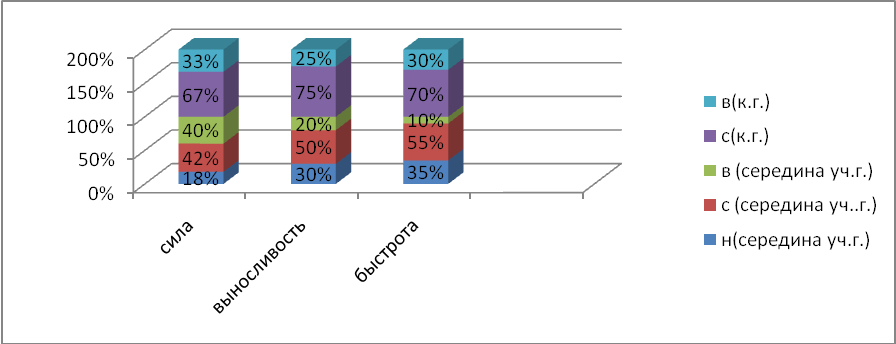 200%
150%
100%
50%
0%
33% 25% 30%
67% 75% 70%
40% 20% 10%
42% 50% 55%
18% 30% 35%
сила
выносливость
быстрота
в(к.г.)
с(к.г.)
в (середина уч.г.)
с (середина уч..г.)
н(середина уч.г.)